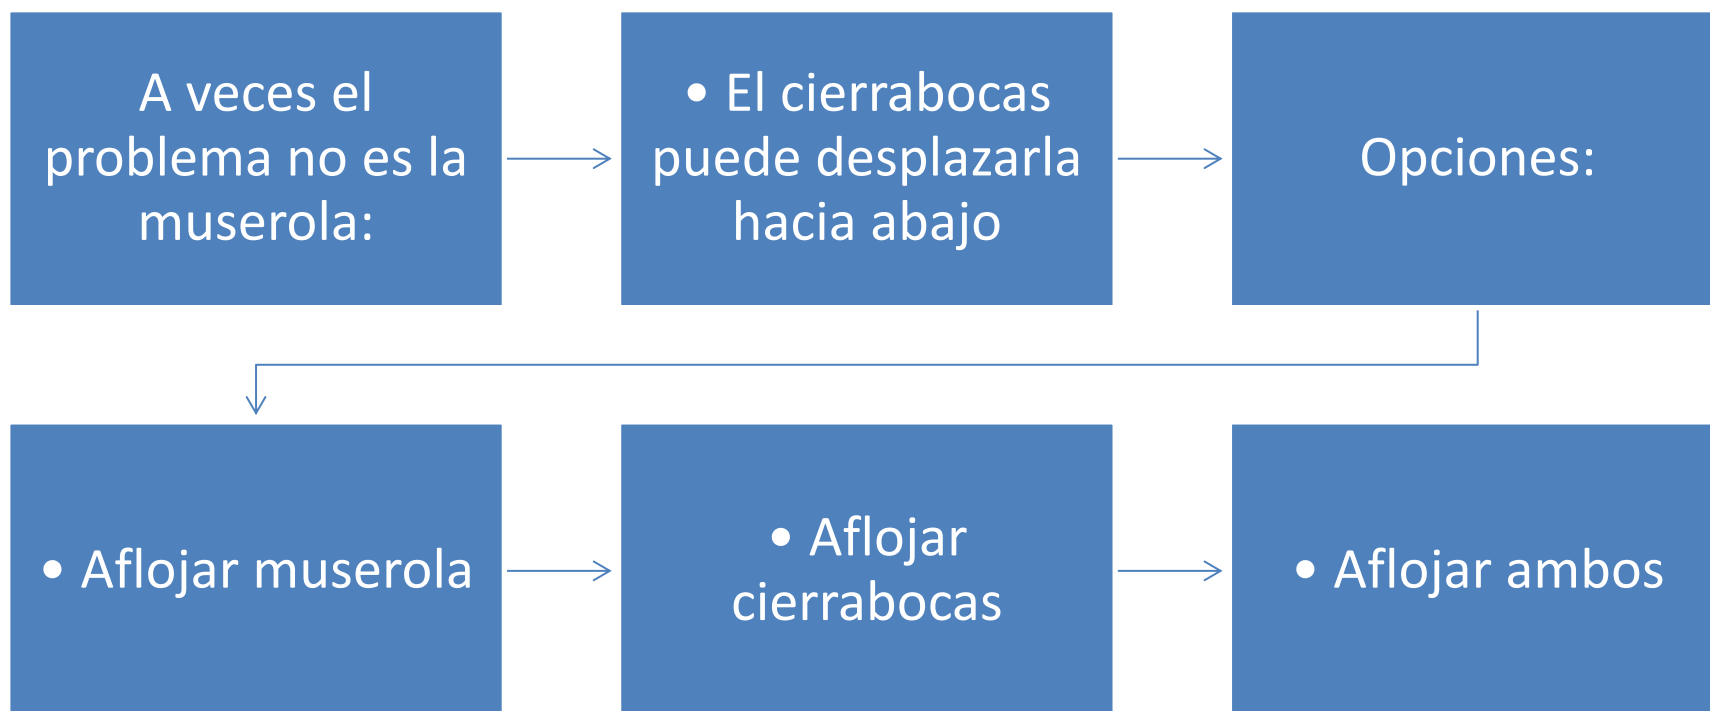 A veces el
problema no es la
muserola:
• El cierrabocas
puede desplazarla
hacia abajo
Opciones:
• Aflojar muserola
• Aflojar
cierrabocas
• Aflojar ambos